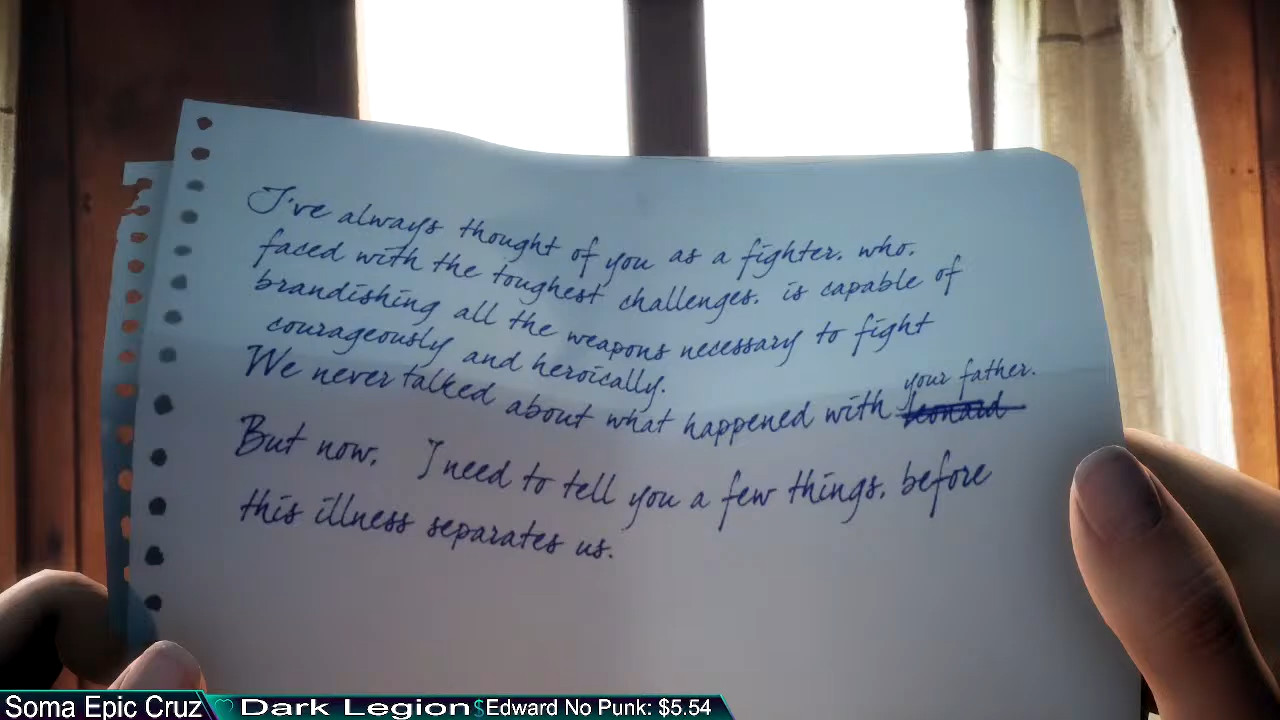 I've always thought of you as a fighter. who.
faced with the toughest challenges. is capable of
brandishing all the weapons necessary to fight
courageously and heroically.
We never talked about what happened with leonard your father.
But now. I need to tell you a few things. before
this illness separates us.
Soma Epic Cruz Dark Legion $ Edward No Punk: $5.54